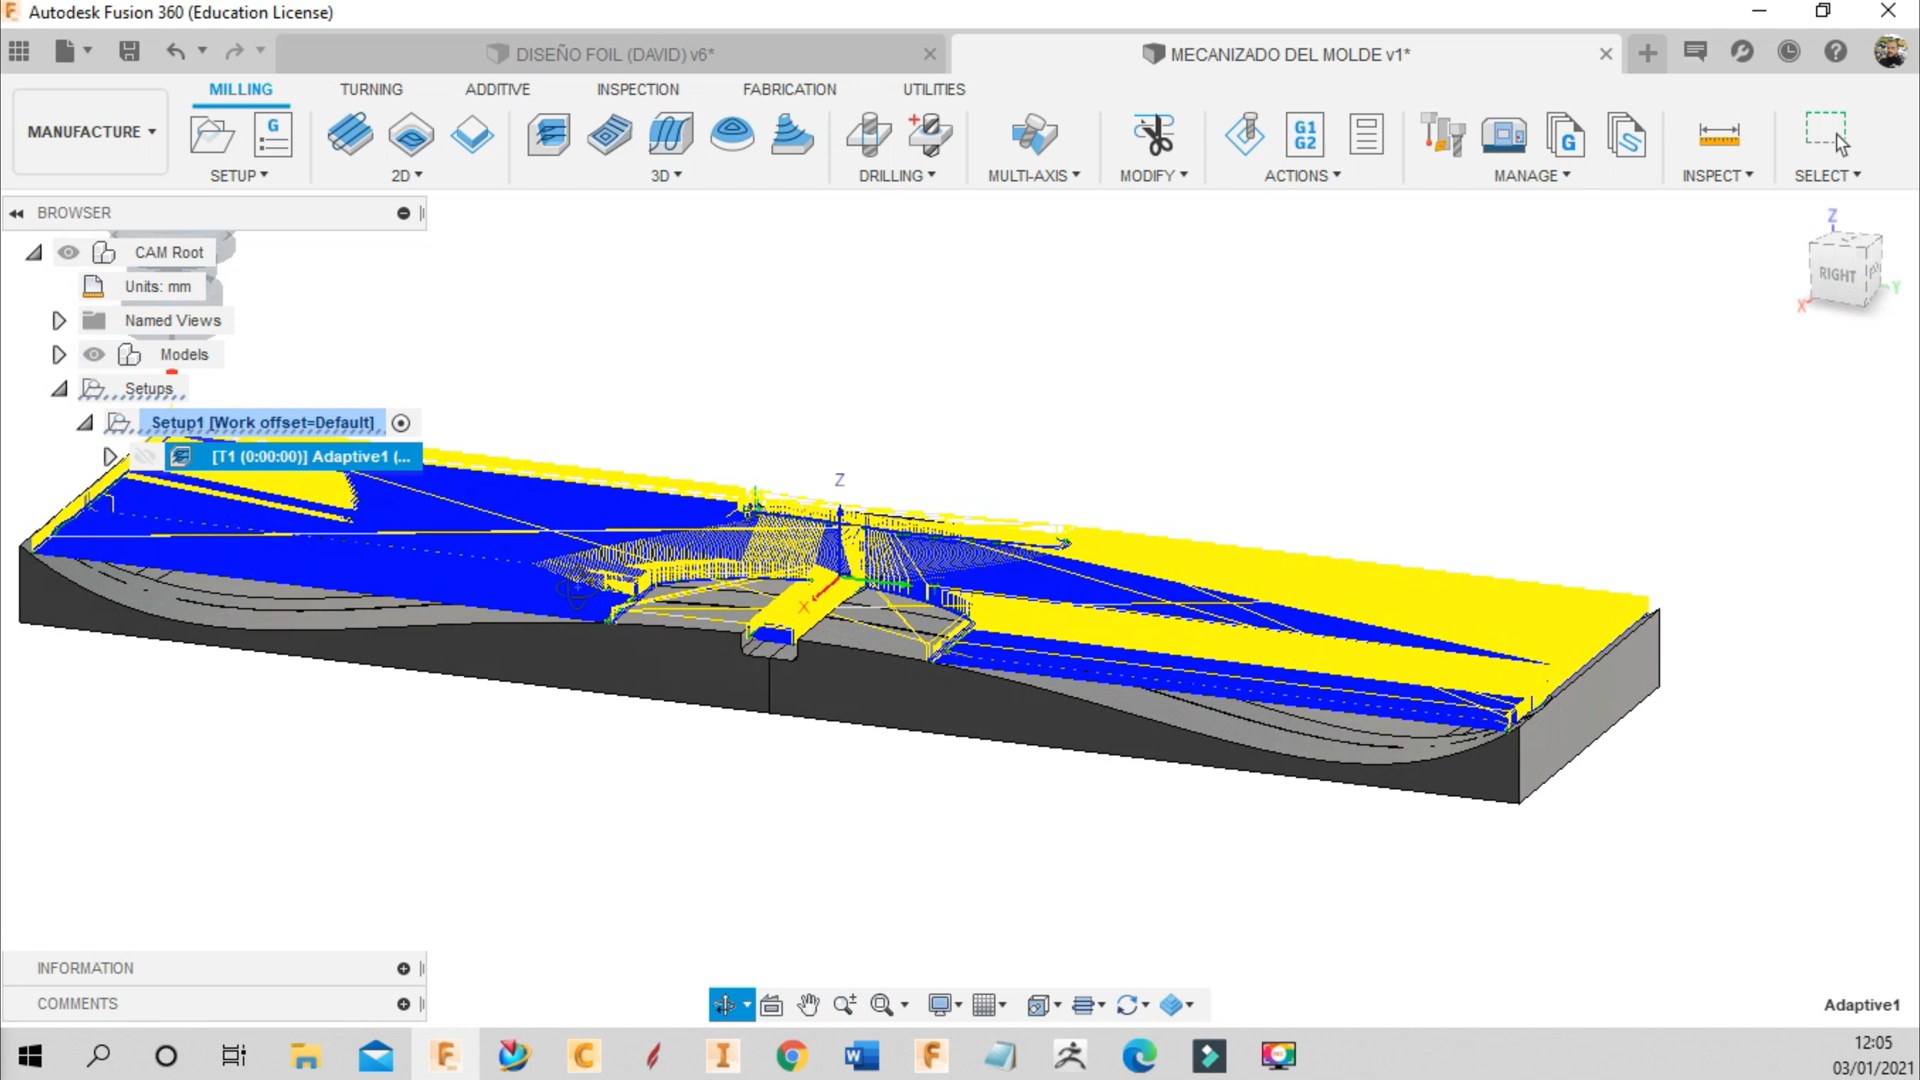 Autodesk Fusion 360 (Education License)
DISEÑO FOIL (DAVID) v6*
MECANIZADO DEL MOLDE v1*
MILLING
TURNING
ADDITIVE
INSPECTION
FABRICATION
UTILITIES
MANUFACTURE
G
G1
G2
G
SETUP
2D
3D
DRILLING
MULTI-AXIS
MODIFY
ACTIONS
MANAGE
INSPECT
SELECT
BROWSER
CAM Root
Units: mm
Named Views
Models
Setups
Setup1 [Work offset=Default]
[T1 (0:00:00)] Adaptive1 (...
Z
RIGHT
X
Y
Z
X
INFORMATION
COMMENTS
Adaptive1
12:05
03/01/2021